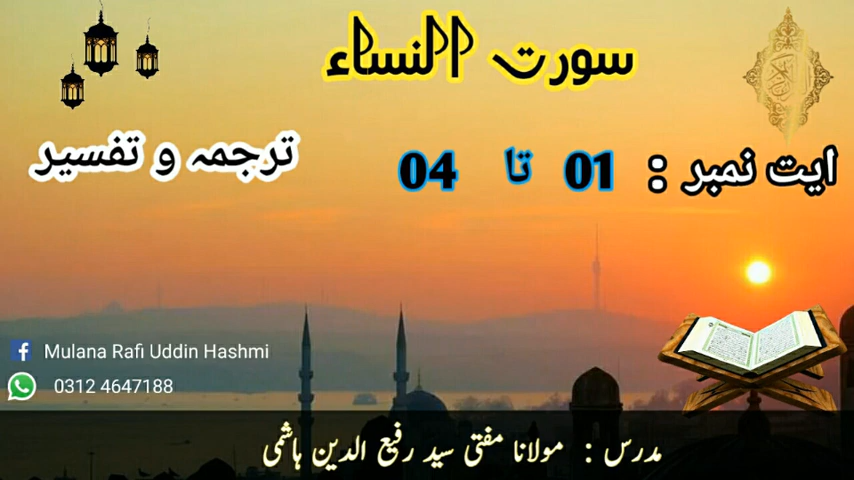 سورت النساء
ایت نمبر : 01 تا 04
ترجمہ و تفسیر
Mulana Rafi Uddin Hashmi
0312 4647188
مدرس : مولانا مفتی سید رفیع الدین ہاشمی